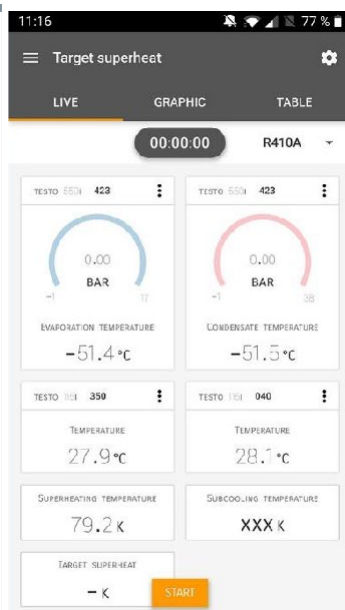 11:16 77 %
Target superheat
LIVE GRAPHIC TABLE
00:00:00 R410A
TESTO 550i 423 TESTO 550i 423
0.00 0.00
BAR BAR
-1 17 -1 38
EVAPORATION TEMPERATURE CONDENSATE TEMPERATURE
-51.4 °C -51.5 °C
TESTO 350 TESTO 040
TEMPERATURE TEMPERATURE
27.9 °C 28.1 °C
SUPERHEATING TEMPERATURE SUBCOOLING TEMPERATURE
79.2 K XXX K
TARGET SUPERHEAT
– K START